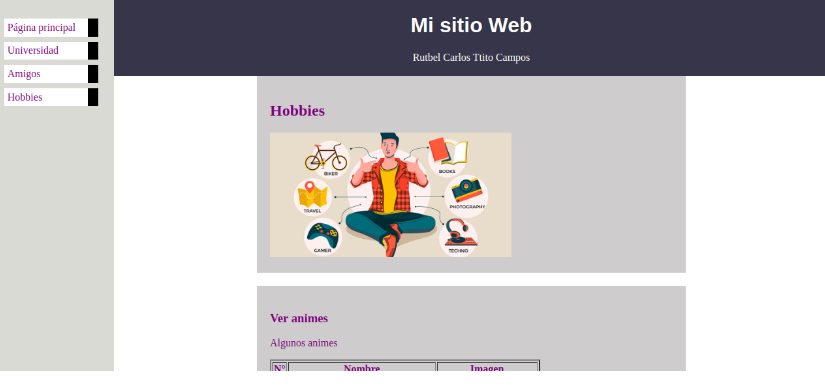 Página principal
Universidad
Amigos
Hobbies
Mi sitio Web
Rutbel Carlos Ttito Campos
Hobbies
BIKER
BOOKS
TRAVEL
PHOTOGRAPHY
GAMER
TECHNO
Ver animes
Algunos animes
N° Nombre Imagen